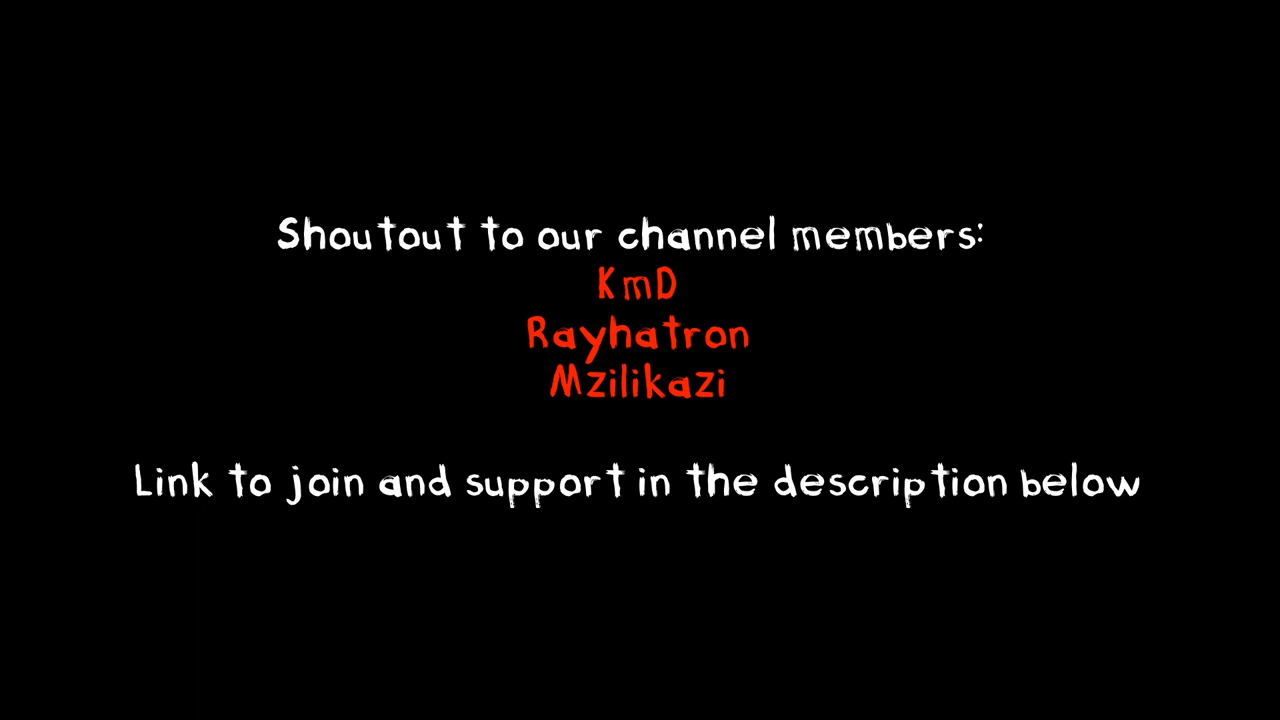 Shoutout to our channel members:
KmD
Rayhatron
Mzilikazi
Link to join and support in the description below